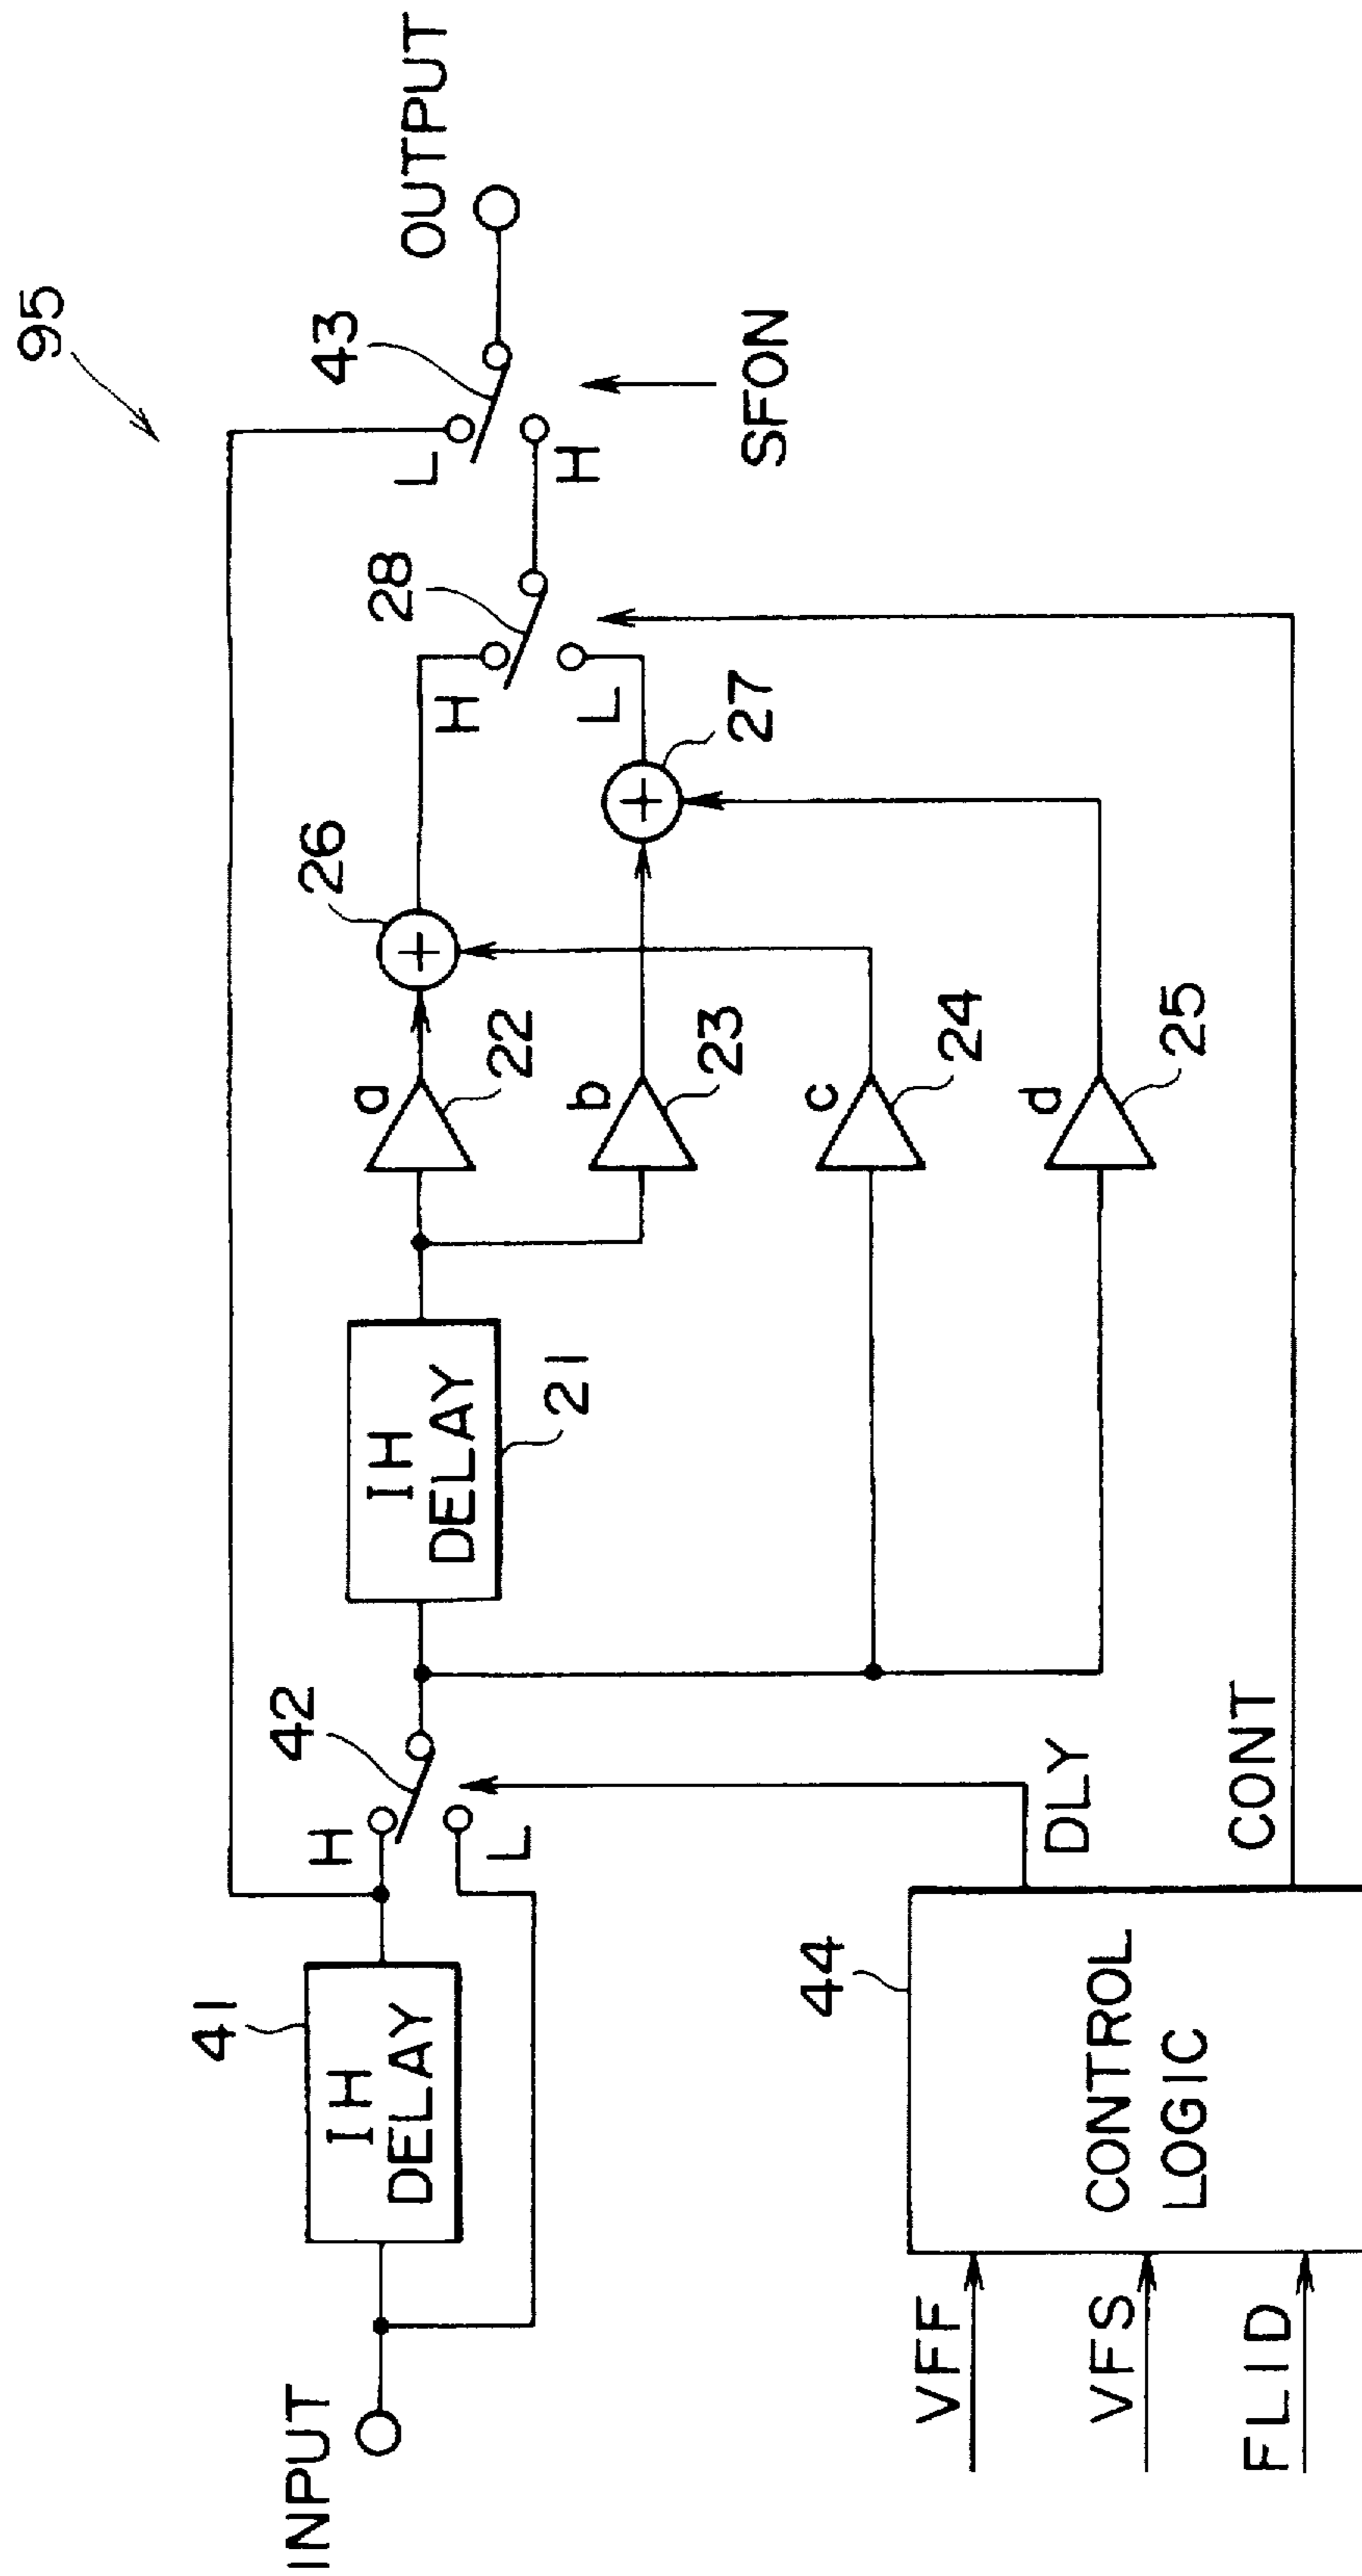 95
INPUT
41
1H
DELAY
H
L
42
1H
DELAY
21
a
22
b
23
c
24
d
25
26
27
H
L
28
L
H
43
OUTPUT
SFON
VFF
VFS
FLID
44
CONTROL
LOGIC
DLY
CONT